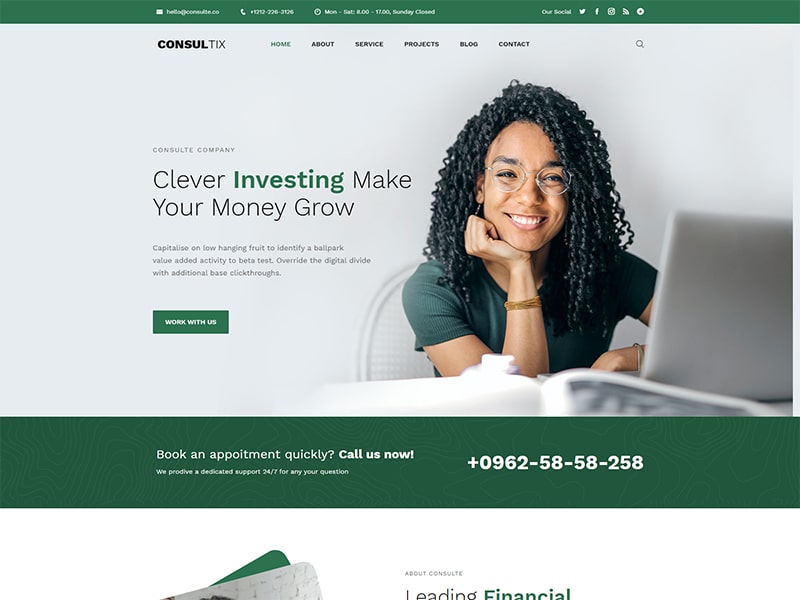 hello@consulte.co +1212-226-3126 Mon - Sat: 8.00 - 17.00, Sunday Closed Our Social
CONSULTIX HOME ABOUT SERVICE PROJECTS BLOG CONTACT
CONSULTE COMPANY
Clever Investing Make
Your Money Grow
Capitalise on low hanging fruit to identify a ballpark
value added activity to beta test. Override the digital divide
with additional base clickthroughs.
WORK WITH US
Book an appoitment quickly? Call us now!
We prodive a dedicated support 24/7 for any your question
+0962-58-58-258
ABOUT CONSULTE
Leading Financial